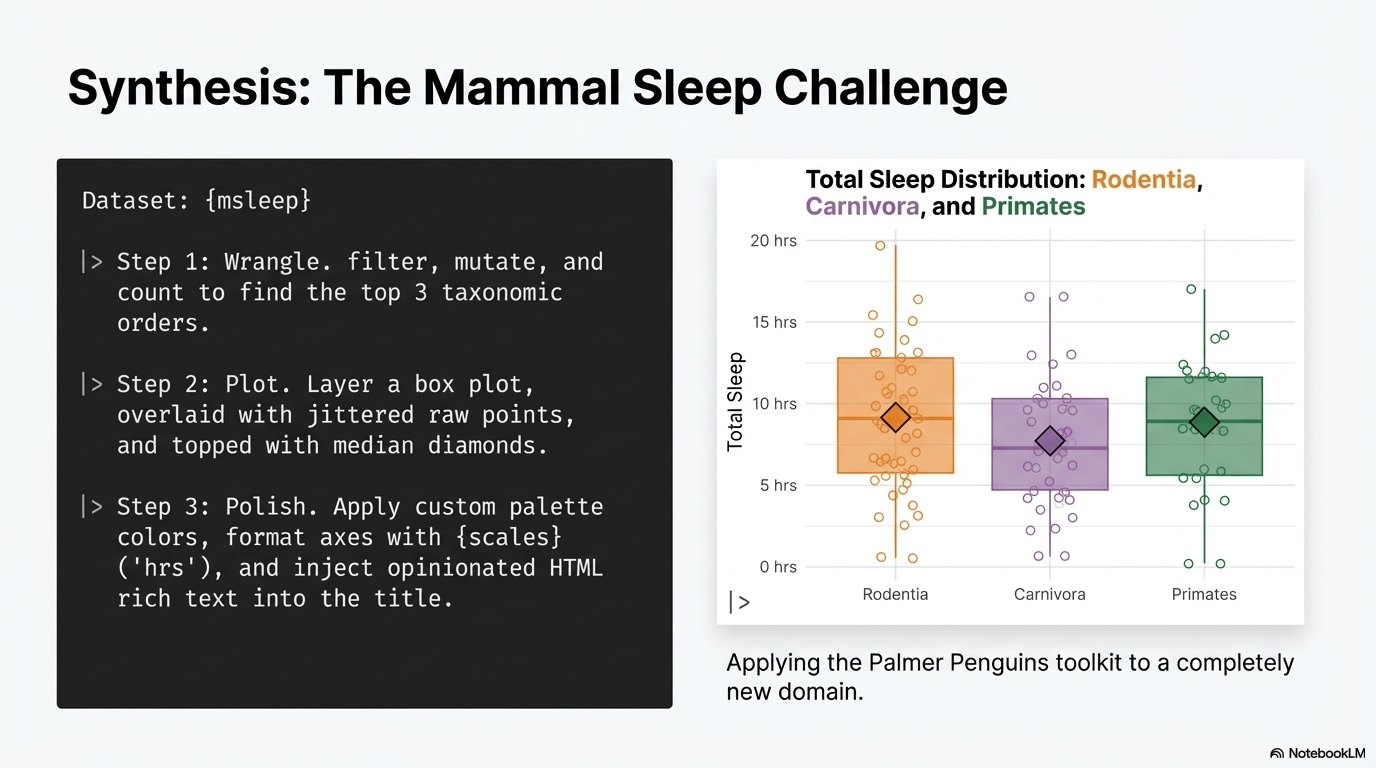 Synthesis: The Mammal Sleep Challenge
Dataset: {msleep}
|> Step 1: Wrangle. filter, mutate, and
count to find the top 3 taxonomic
orders.
|> Step 2: Plot. Layer a box plot,
overlaid with jittered raw points,
and topped with median diamonds.
|> Step 3: Polish. Apply custom palette
colors, format axes with {scales}
('hrs'), and inject opinionated HTML
rich text into the title.
Total Sleep Distribution: Rodentia,
Carnivora, and Primates
Total Sleep
20 hrs
15 hrs
10 hrs
5 hrs
0 hrs
Rodentia
Carnivora
Primates
|>
Applying the Palmer Penguins toolkit to a completely
new domain.
NotebookLM